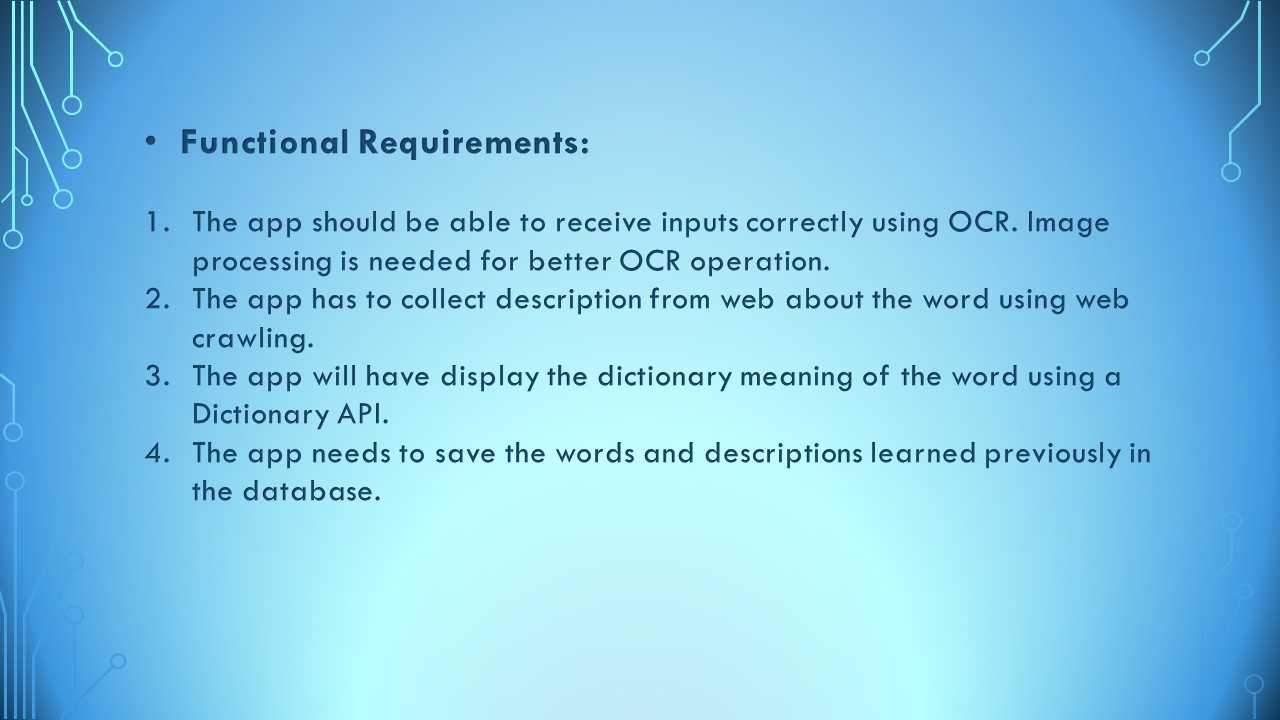 • Functional Requirements:
1. The app should be able to receive inputs correctly using OCR. Image
processing is needed for better OCR operation.
2. The app has to collect description from web about the word using web
crawling.
3. The app will have display the dictionary meaning of the word using a
Dictionary API.
4. The app needs to save the words and descriptions learned previously in
the database.